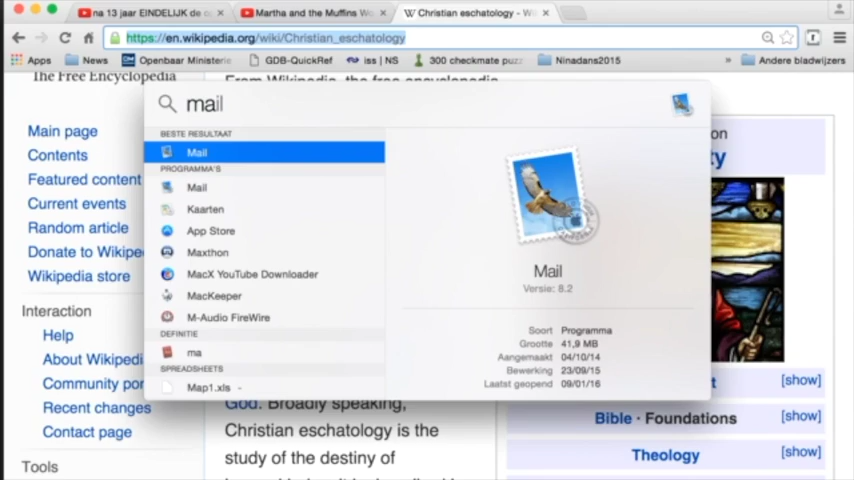 na 13 jaar EINDELIJK de c
Martha and the Muffins
Christian eschatology - W
https://en.wikipedia.org/wiki/Christian_eschatology
Apps
News
Openbaar Ministerie
GDB-QuickRef
iss | NS
300 checkmate puzz
Ninadans2015
»
Andere bladwijzers
The Free Encyclopedia
From Wikipedia, the free encyclopedia
Main page
Contents
Featured content
Current events
Random article
Donate to Wikipe
Wikipedia store
Interaction
Help
About Wikipedi
Community por
Recent changes
Contact page
Tools
mail
BESTE RESULTAAT
Mail
PROGRAMMA'S
Mail
Kaarten
App Store
Maxthon
MacX YouTube Downloader
MacKeeper
M-Audio FireWire
DEFINITIE
ma
SPREADSHEETS
Map1.xls -
Mail
Versie: 8.2
Soort Programma
Grootte 41,9 MB
Aangemaakt 04/10/14
Bewerking 23/09/15
Laatst geopend 09/01/16
God. Broadly speaking,
Christian eschatology is the
study of the destiny of
on
ty
t [show]
Bible · Foundations [show]
Theology [show]